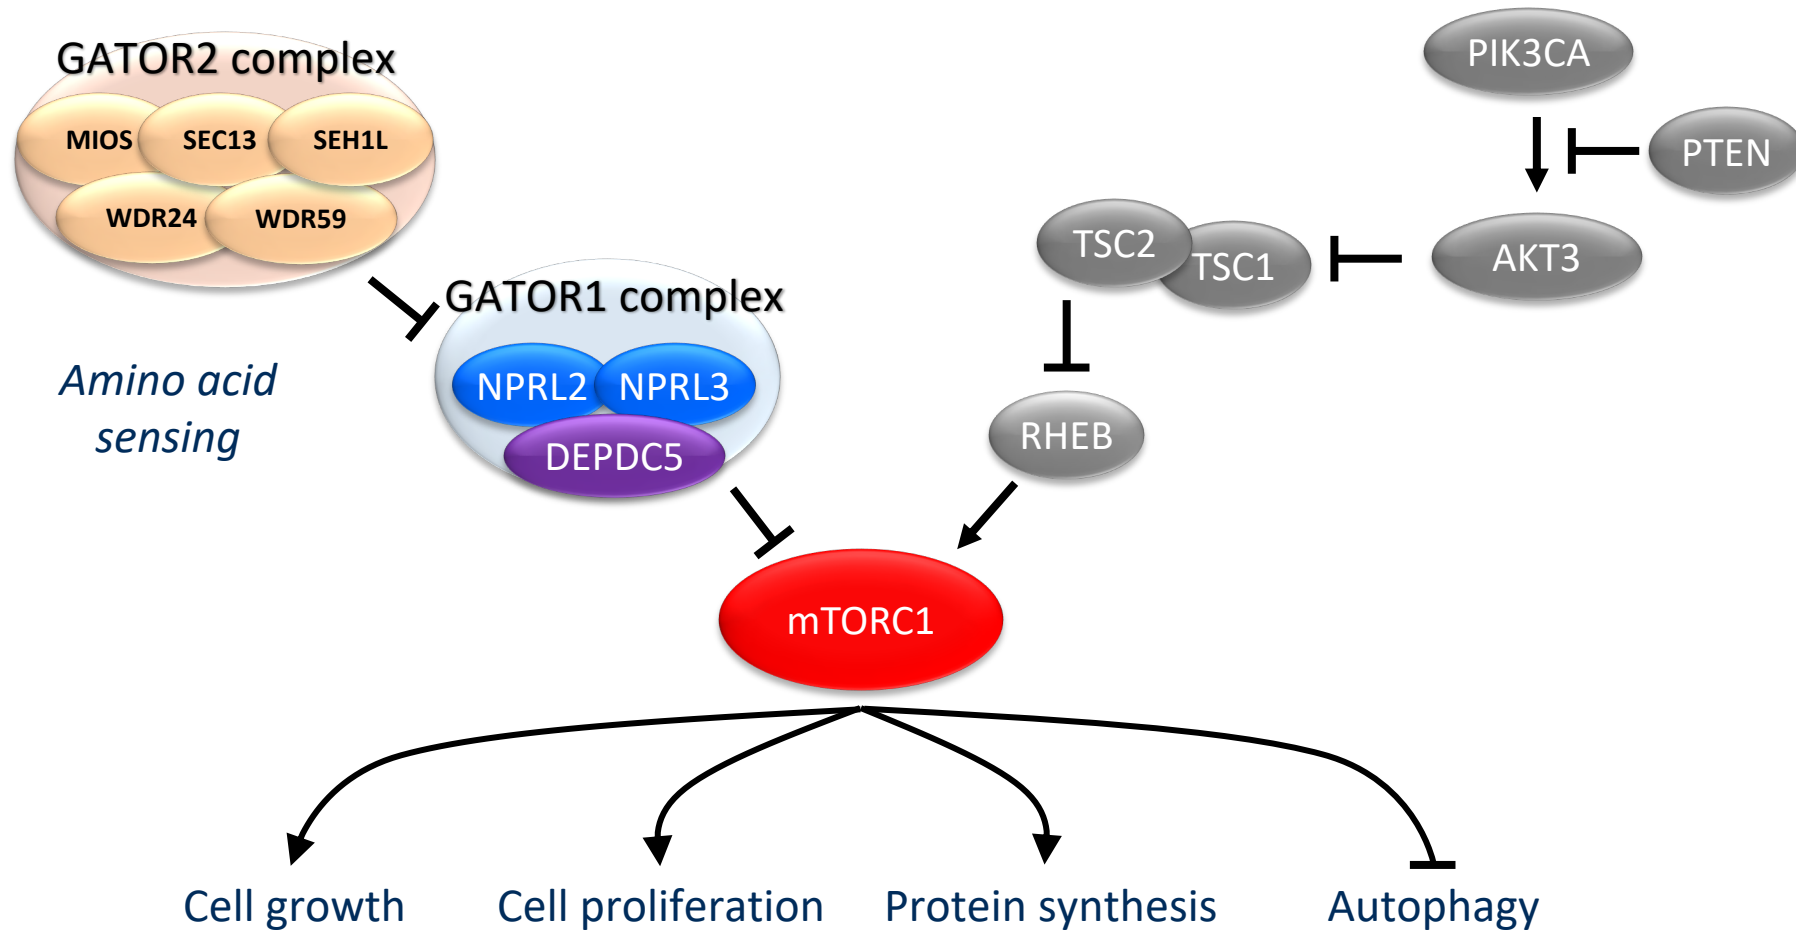 GATOR2 complex
MIOS
SEC13
SEH1L
WDR24
WDR59
Amino acid
sensing
GATOR1 complex
NPRL2
NPRL3
DEPDC5
PIK3CA
PTEN
AKT3
TSC2
TSC1
RHEB
mTORC1
Cell growth
Cell proliferation
Protein synthesis
Autophagy